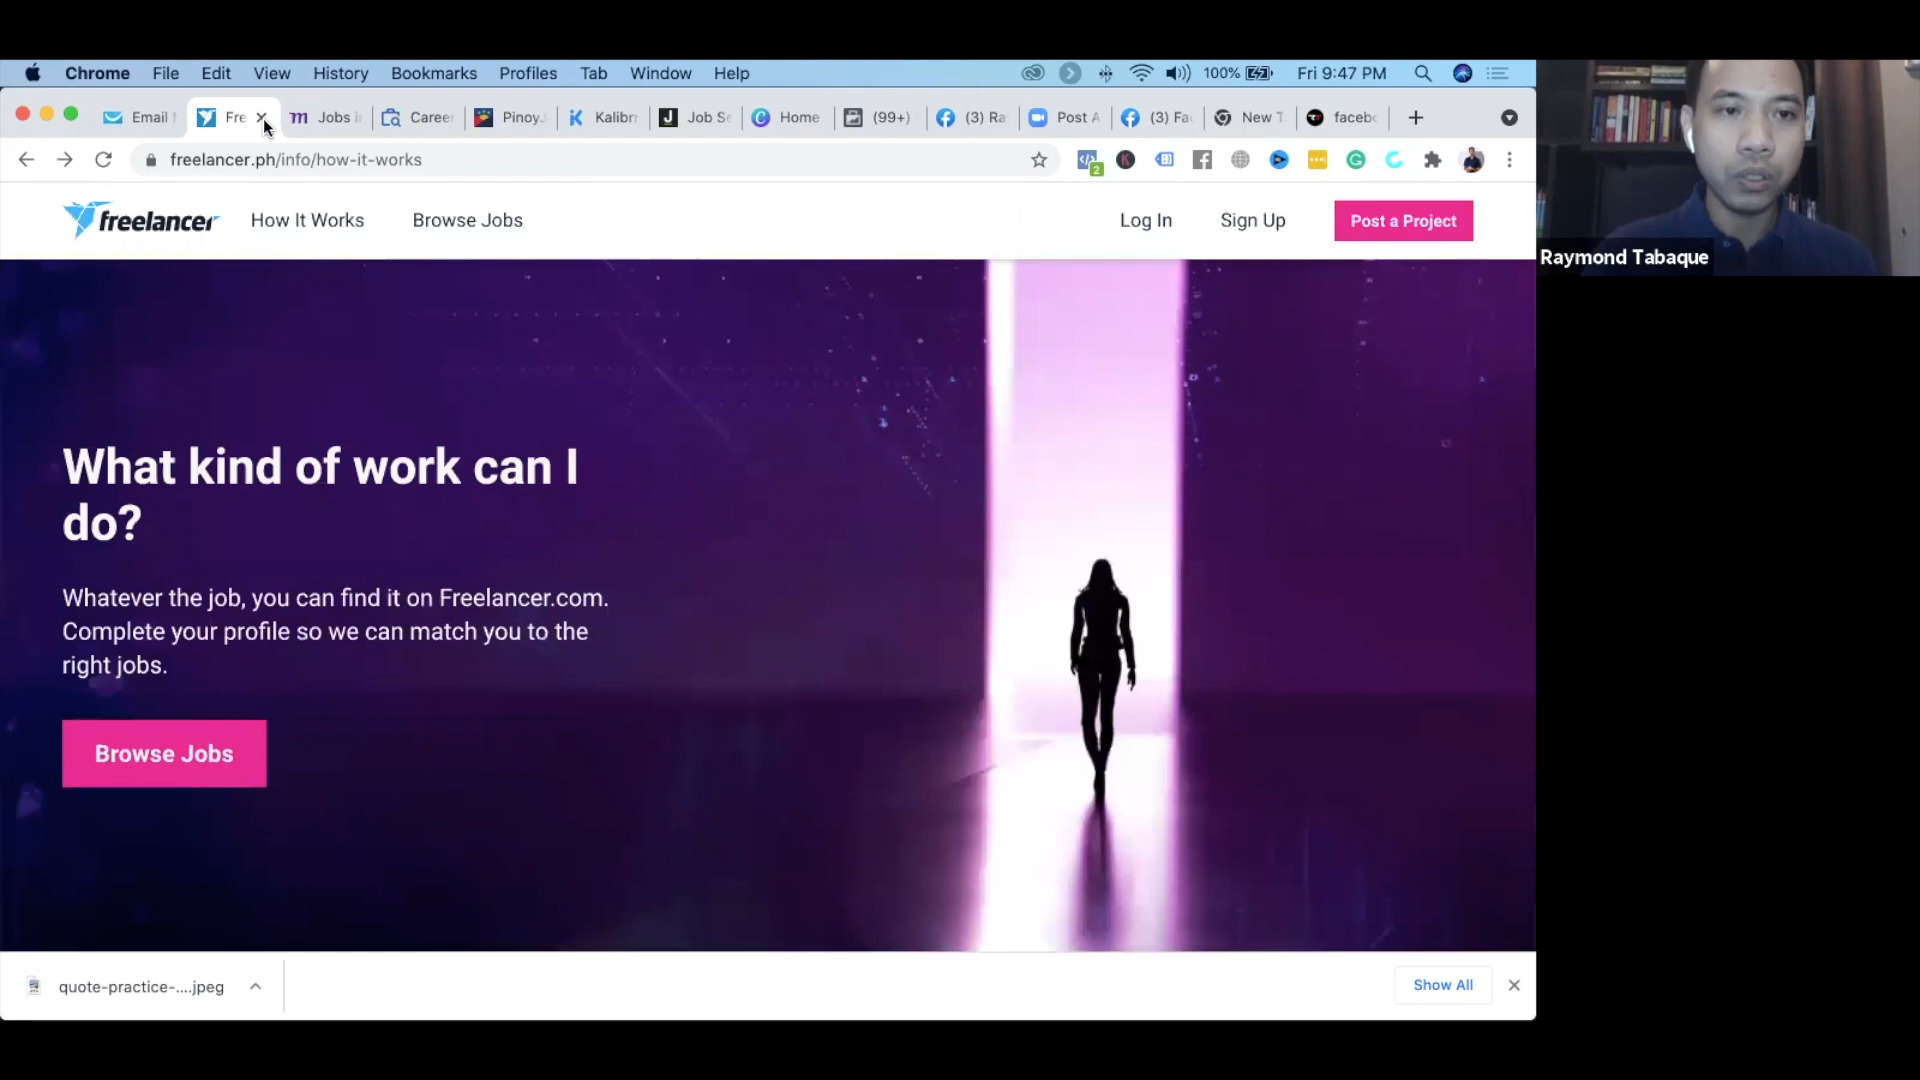 Chrome File Edit View History Bookmarks Profiles Tab Window Help 100% Fri 9:47 PM
Email Fre Jobs i Career Pinoy Kalibr Job Se Home (99+) (3) Ra Post A (3) Fa New T facebo
freelancer.ph/info/how-it-works
2
freelancer How It Works Browse Jobs Log In Sign Up Post a Project
Raymond Tabaque
What kind of work can I
do?
Whatever the job, you can find it on Freelancer.com.
Complete your profile so we can match you to the
right jobs.
Browse Jobs
quote-practice-....jpeg Show All